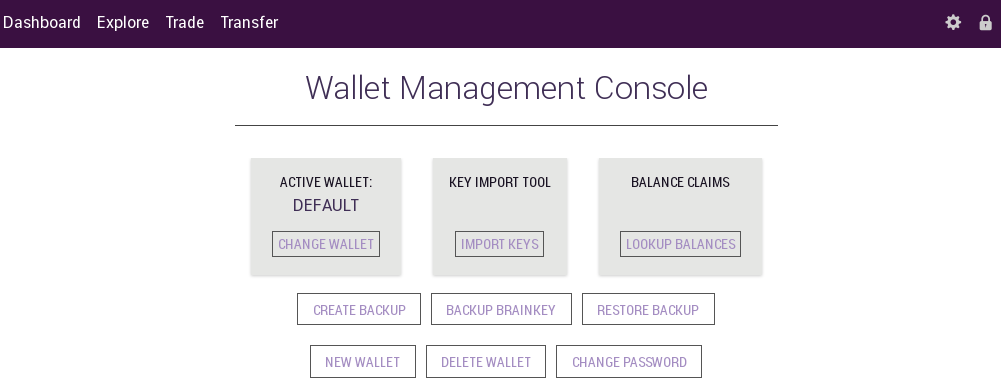 Dashboard Explore Trade Transfer
Wallet Management Console
ACTIVE WALLET:
DEFAULT
CHANGE WALLET
KEY IMPORT TOOL
IMPORT KEYS
BALANCE CLAIMS
LOOKUP BALANCES
CREATE BACKUP BACKUP BRAINKEY RESTORE BACKUP
NEW WALLET DELETE WALLET CHANGE PASSWORD